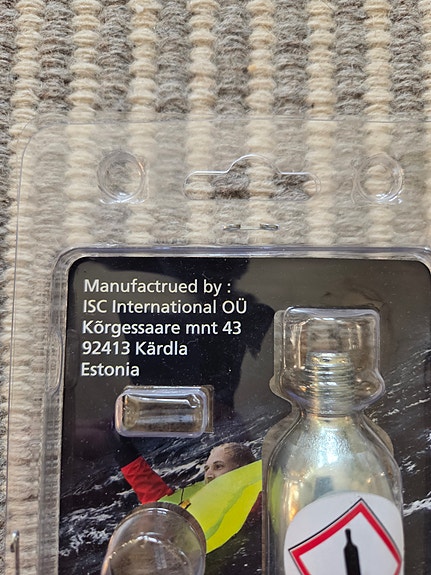 Manufactrued by :
ISC International OÜ
Kõrgessaare mnt 43
92413 Kärdla
Estonia